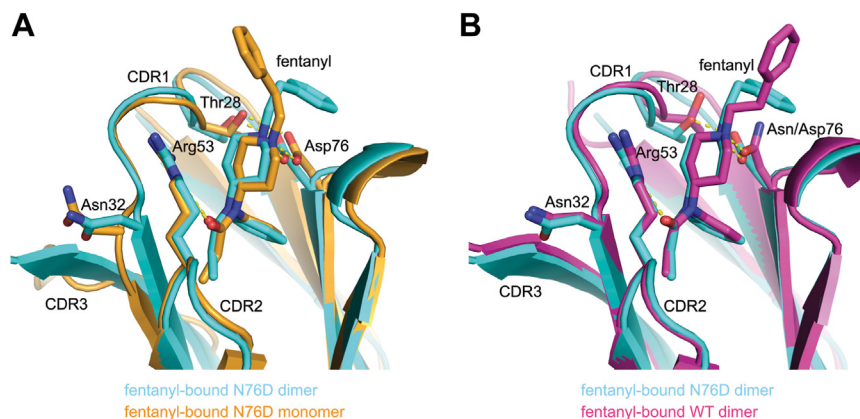 A
fentanyl
CDR1
Thr28
Arg53
Asp76
Asn32
CDR3
CDR2
fentanyl-bound N76D dimer
fentanyl-bound N76D monomer
B
fentanyl
CDR1
Thr28
Asn/Asp76
Arg53
Asn32
CDR3
CDR2
fentanyl-bound N76D dimer
fentanyl-bound WT dimer